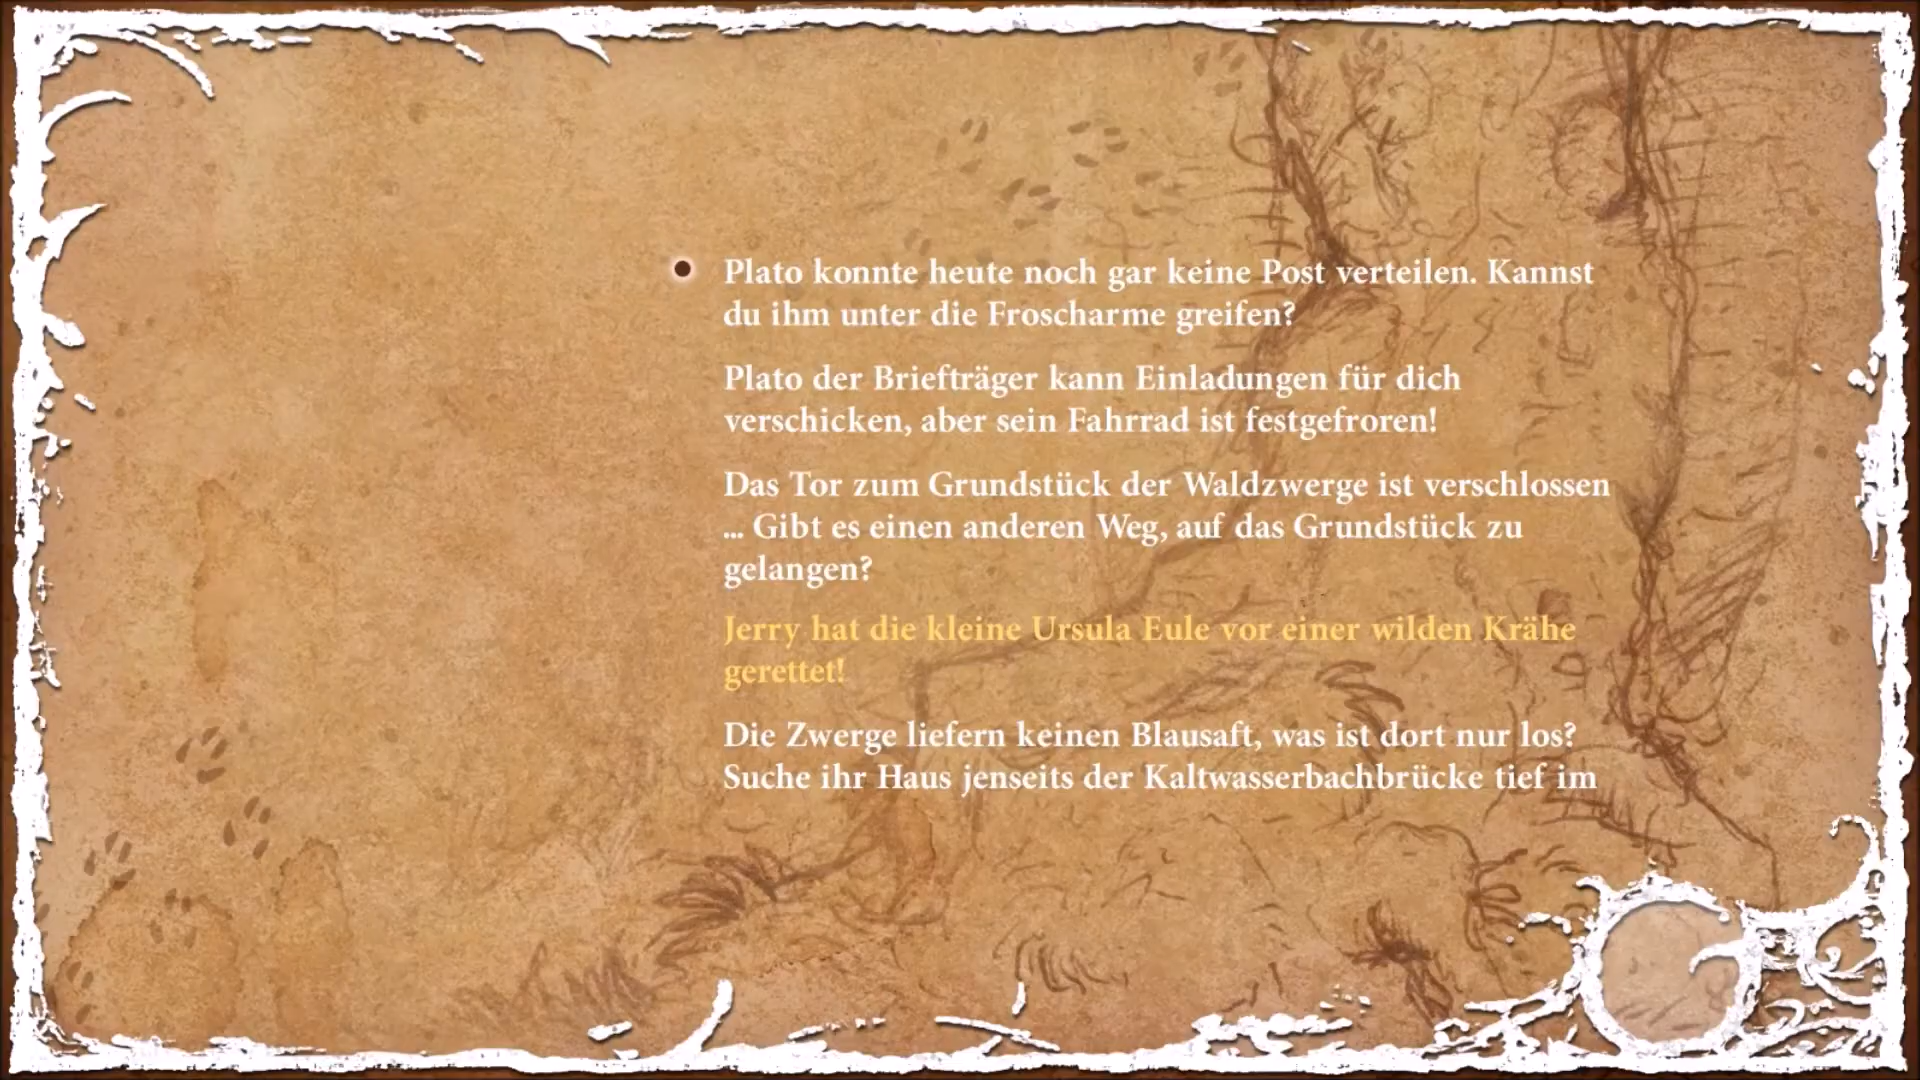 Plato konnte heute noch gar keine Post verteilen. Kannst
du ihm unter die Froscharme greifen?
Plato der Briefträger kann Einladungen für dich
verschicken, aber sein Fahrrad ist festgefroren!
Das Tor zum Grundstück der Waldzwerge ist verschlossen
... Gibt es einen anderen Weg, auf das Grundstück zu
gelangen?
Jerry hat die kleine Ursula Eule vor einer wilden Krähe
gerettet!
Die Zwerge liefern keinen Blausaft, was ist dort nur los?
Suche ihr Haus jenseits der Kaltwasserbachbrücke tief im